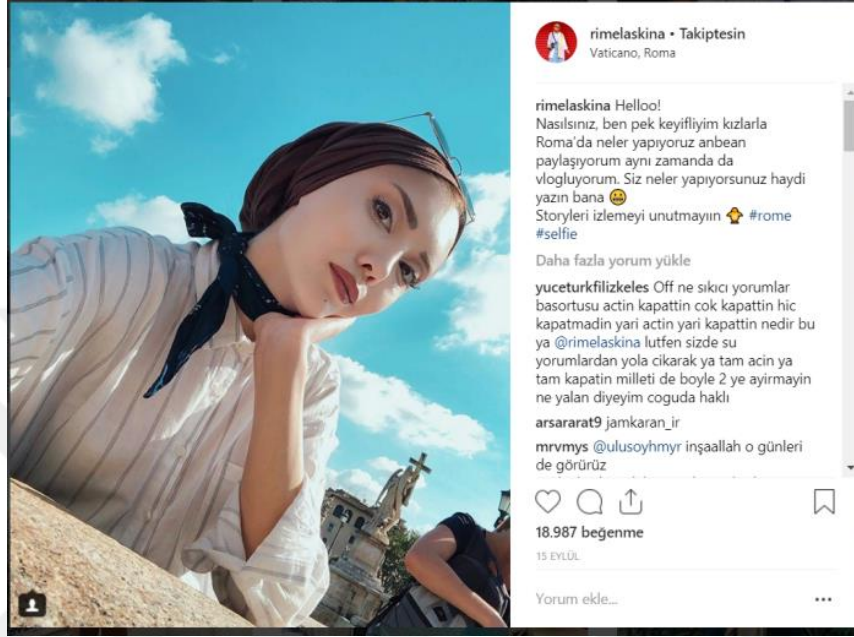 rimelaskina • Takiptesin
Vaticano, Roma
rimelaskina Helloo!
Nasılsınız, ben pek keyifliyim kızlarla
Roma'da neler yapıyoruz anbean
paylaşıyorum aynı zamanda da
vlogluyorum. Siz neler yapıyorsunuz haydi
yazın bana 😀
Storyleri izlemeyi unutmayıın 🐥 #rome
#selfie
Daha fazla yorum yükle
yuceturkfilizkeles Off ne sıkıcı yorumlar
basortusu actin kapattin cok kapattin hic
kapatmadin yari actin yari kapattin nedir bu
ya @rimelaskina lutfen sizde su
yorumlardan yola cikarak ya tam acin ya
tam kapatin milleti de boyle 2 ye ayirmayin
ne yalan diyeyim coguda haklı
arsararat9 jamkaran_ir
mrvmys @ulusoyhmyr inşaallah o günleri
de görürüz
18.987 beğenme
15 EYLÜL
Yorum ekle...